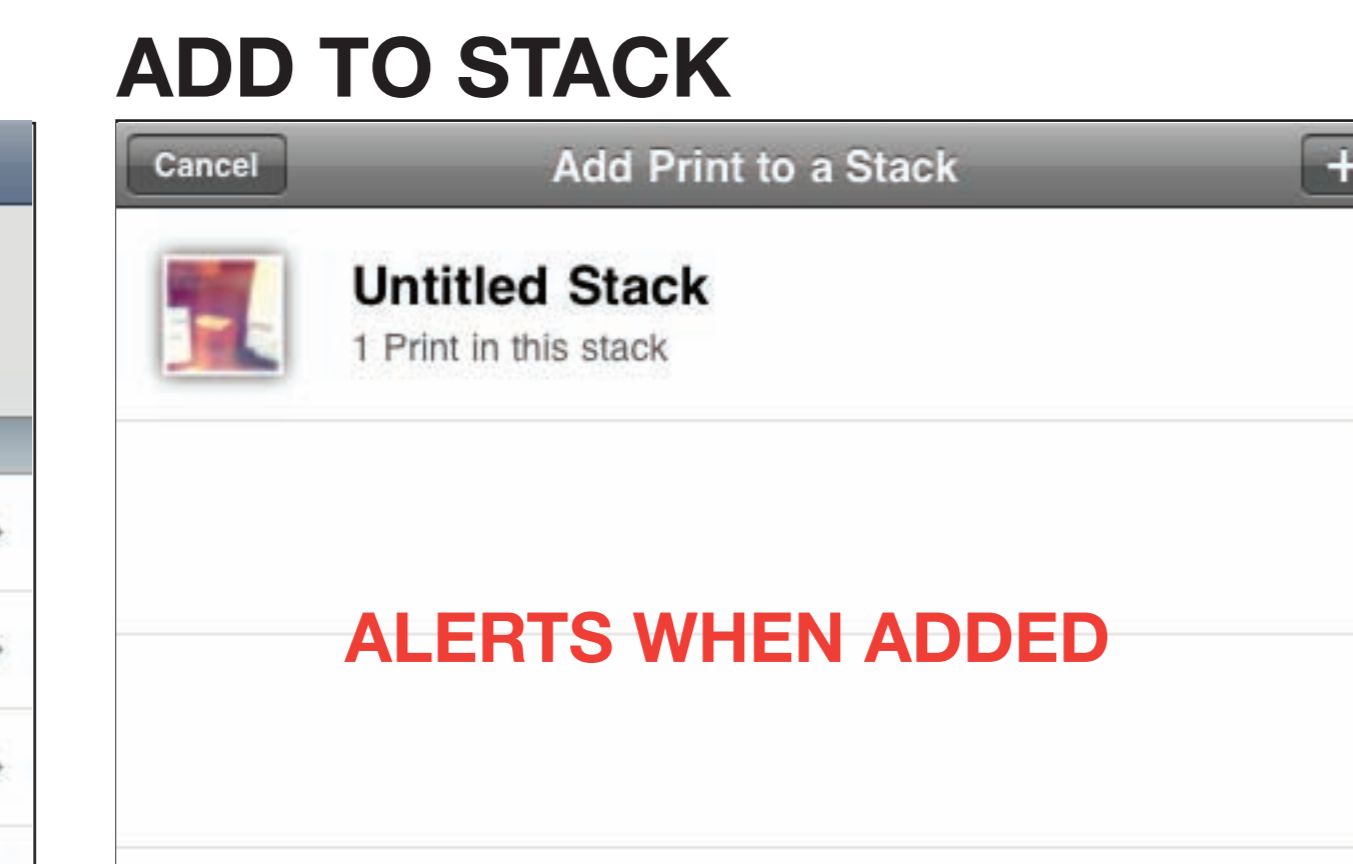 ADD TO STACK
Cancel
Add Print to a Stack
+
Untitled Stack
1 Print in this stack
ALERTS WHEN ADDED